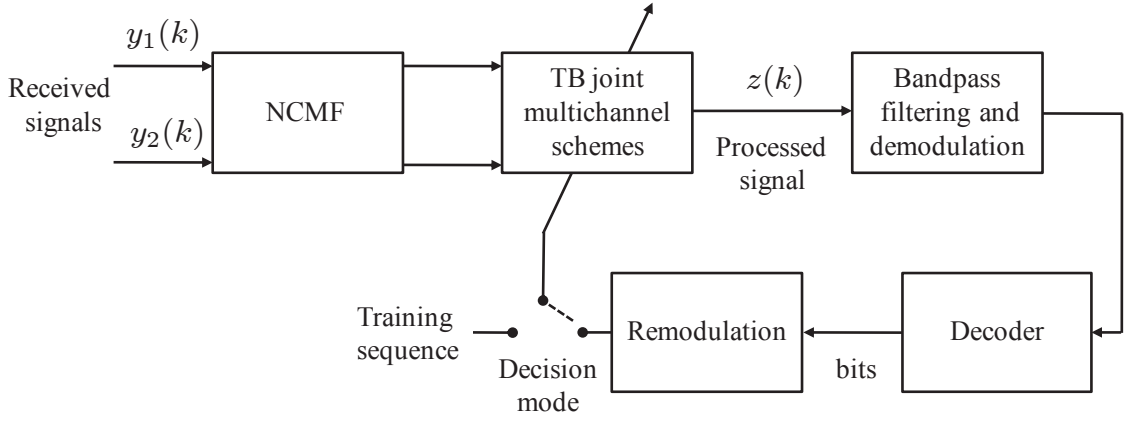 y1(k)
Received
signals
y2(k)
NCMF
TB joint
multichannel
schemes
z(k)
Processed
signal
Bandpass
filtering and
demodulation
Training
sequence
Decision
mode
Remodulation
bits
Decoder